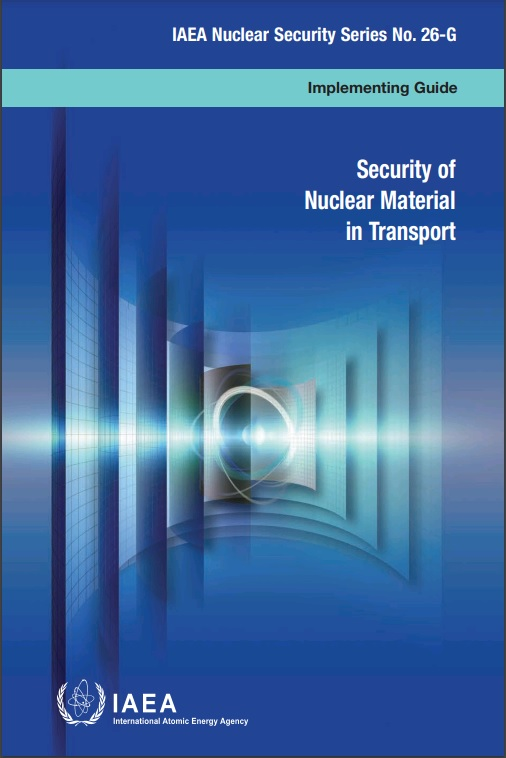 IAEA Nuclear Security Series No. 26-G
Implementing Guide
Security of
Nuclear Material
in Transport
IAEA
International Atomic Energy Agency